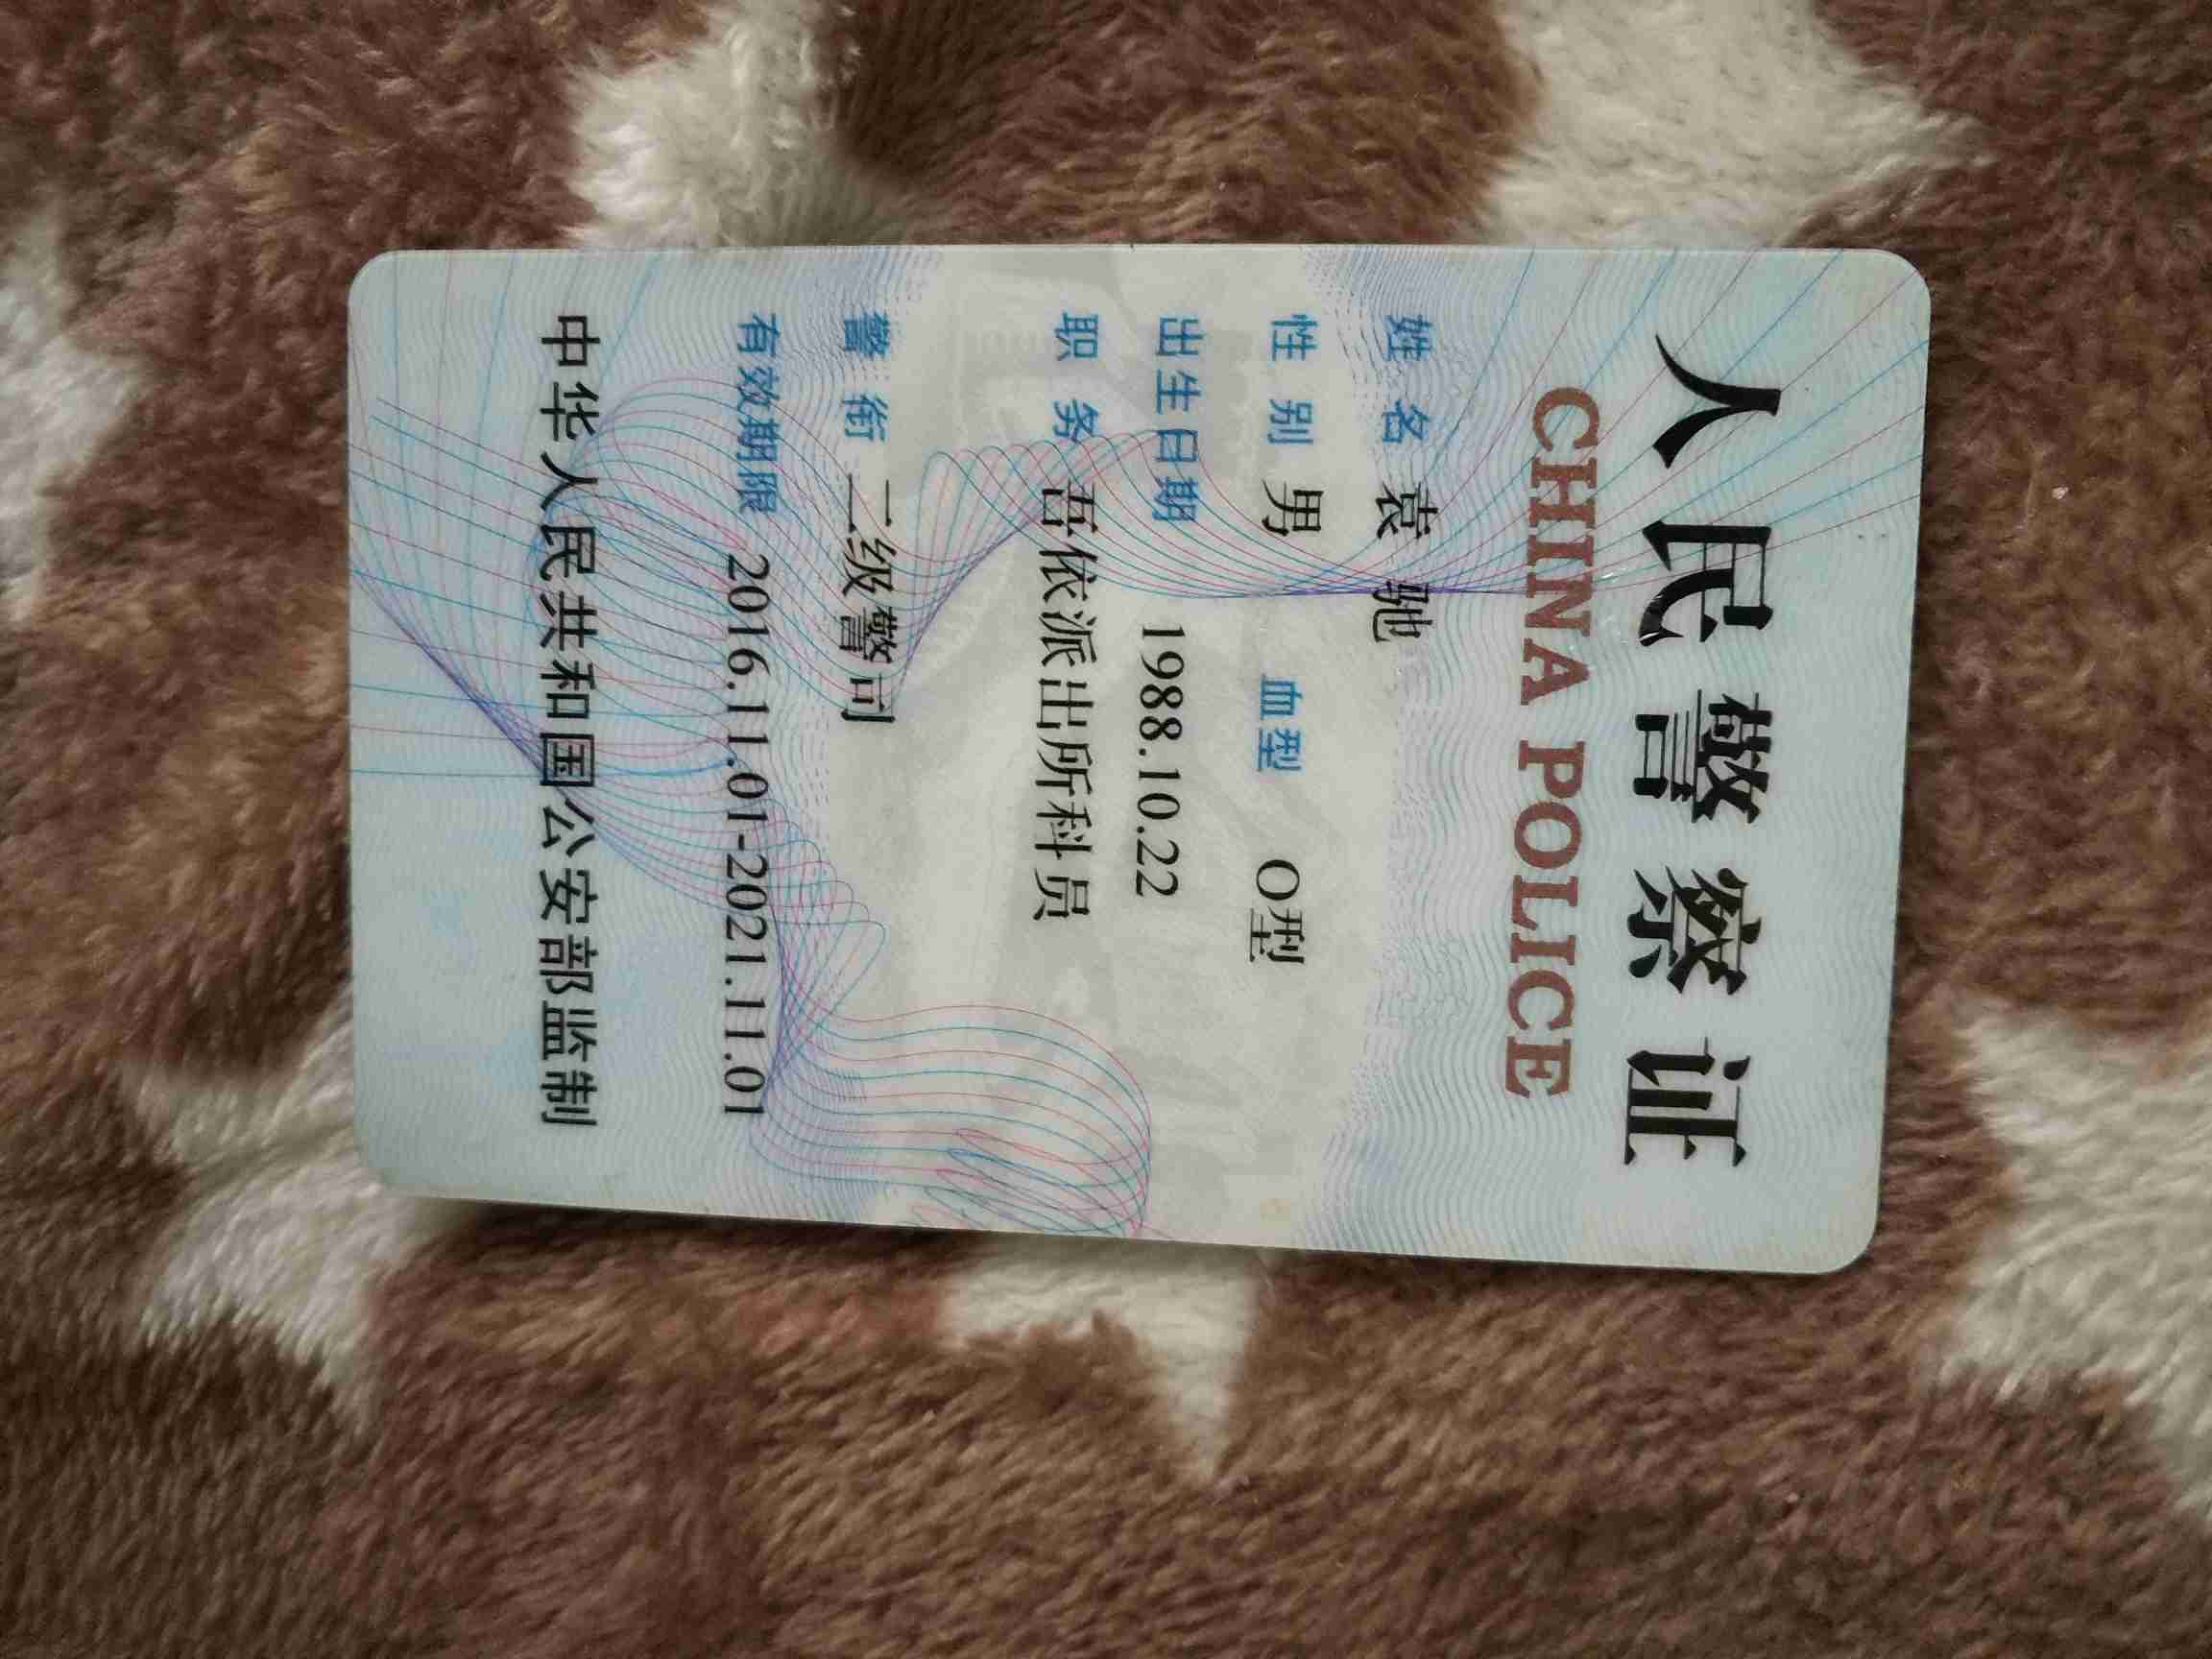 人民警察证
CHINA POLICE
姓名 袁驰
性别 男 血型 O型
出生日期 1988.10.22
职务 吾依派出所科员
警衔 二级警司
有效期限 2016.11.01-2021.11.01
中华人民共和国公安部监制